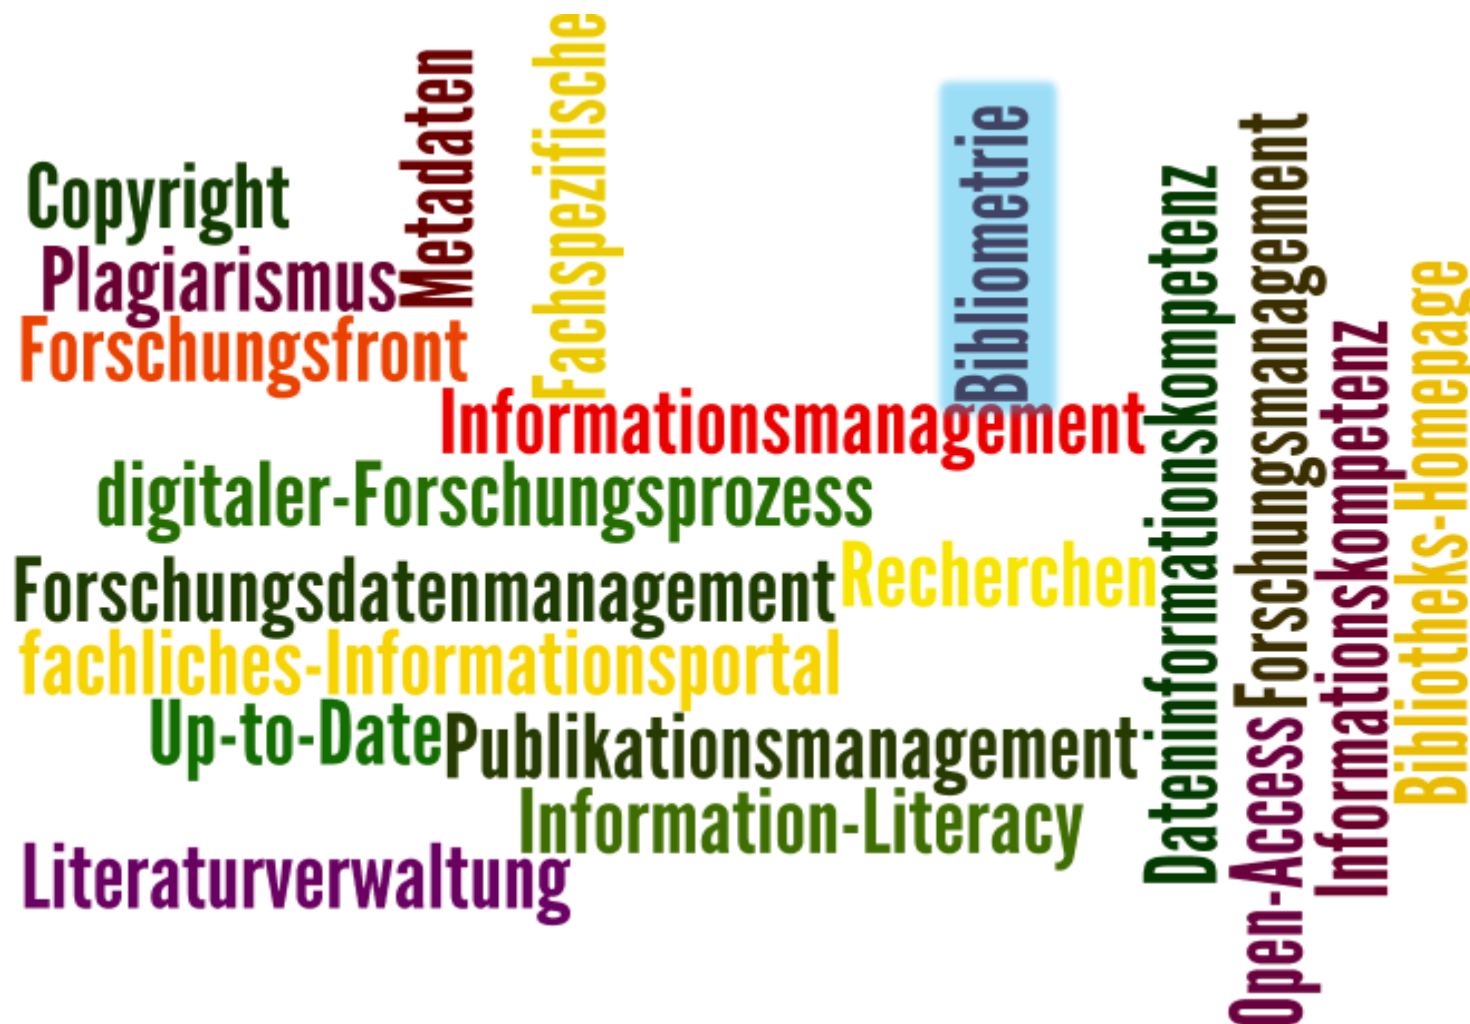 Fachspezifische
Metadaten
Bibliometrie
Copyright
Plagiarismus
Forschungsfront
Informationsmanagement
digitaler-Forschungsprozess
Recherchen
Forschungsdatenmanagement
fachliches-Informationsportal
Up-to-Date
Publikationsmanagement
Information-Literacy
Literaturverwaltung
Dateninformationskompetenz
Forschungsmanagement
Open-Access
Informationskompetenz
Bibliotheks-Homepage